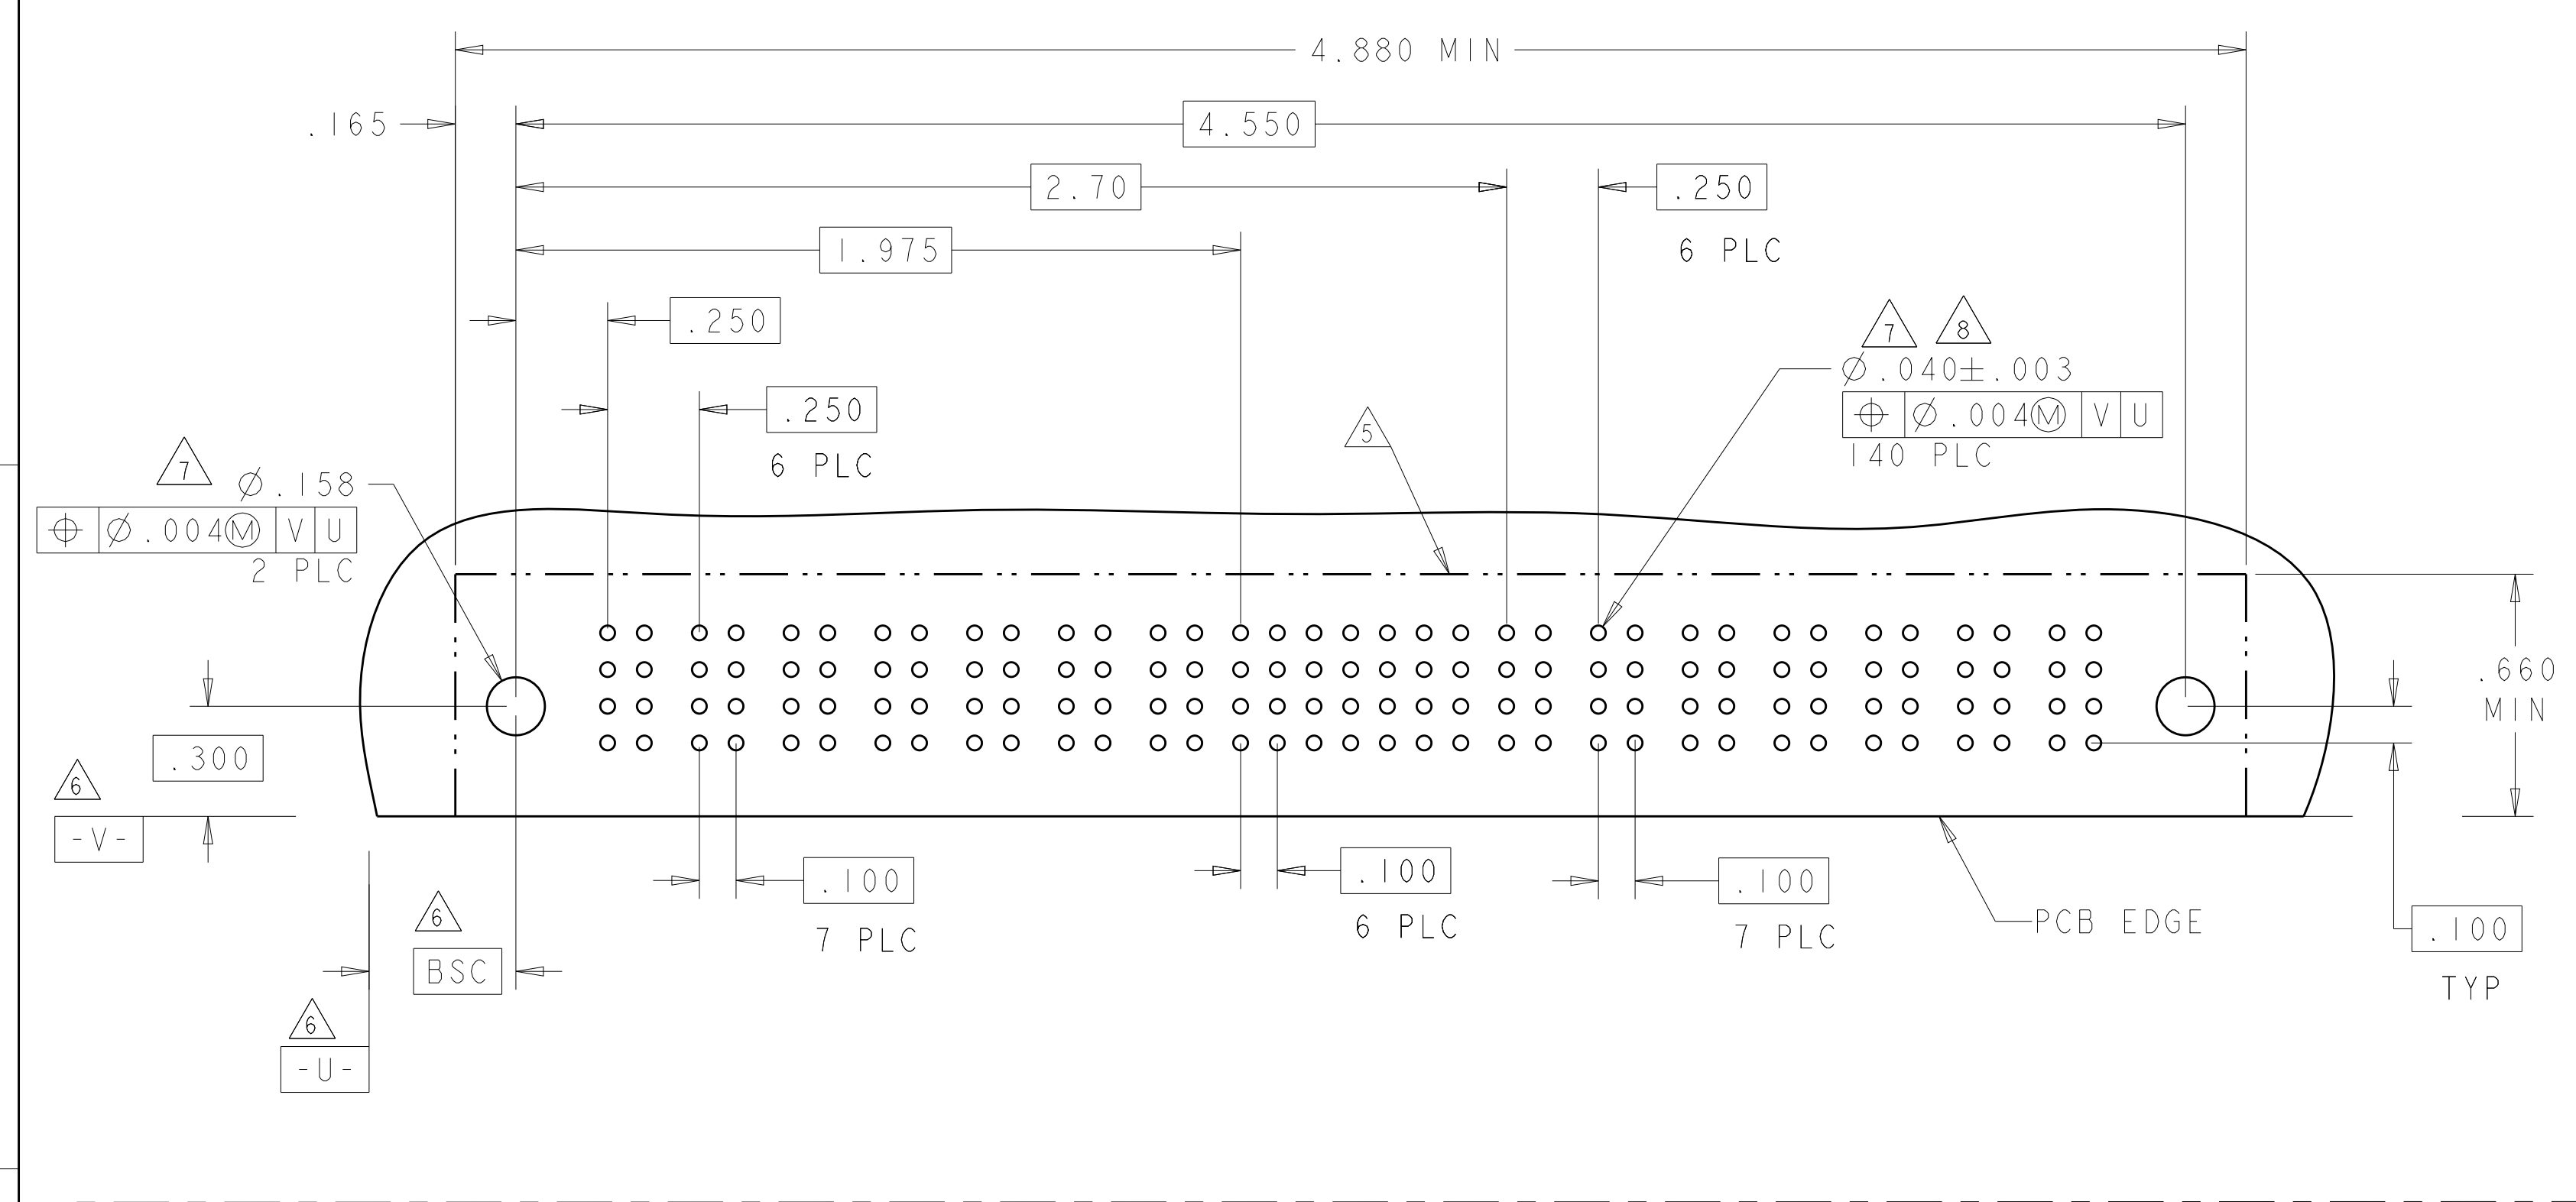 4.880 MIN
.165
4.550
2.70
.250
6 PLC
1.975
.250
7 8
Ø.040±.003
⌖ Ø.004Ⓜ V U
140 PLC
.250
6 PLC
5
7
Ø.158
⌖ Ø.004Ⓜ V U
2 PLC
.660
MIN
.300
6
-V-
.100
7 PLC
.100
6 PLC
.100
7 PLC
PCB EDGE
.100
TYP
6
BSC
6
-U-